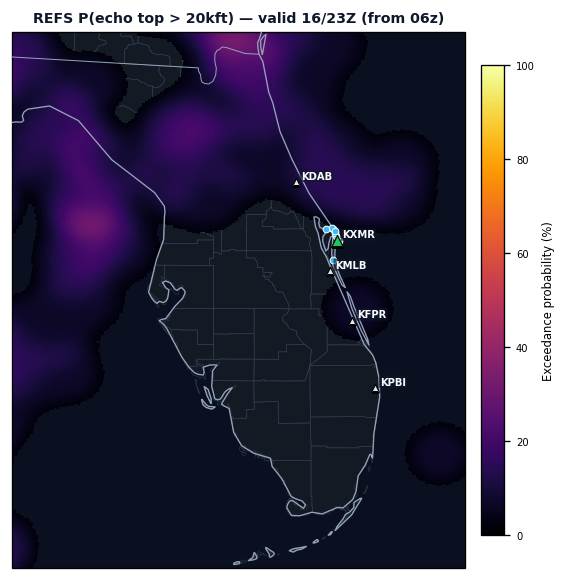 REFS P(echo top > 20kft) — valid 16/23Z (from 06z)
KDAB
KXMR
KMLB
KFPR
KPBI
100
80
60
40
20
0
Exceedance probability (%)